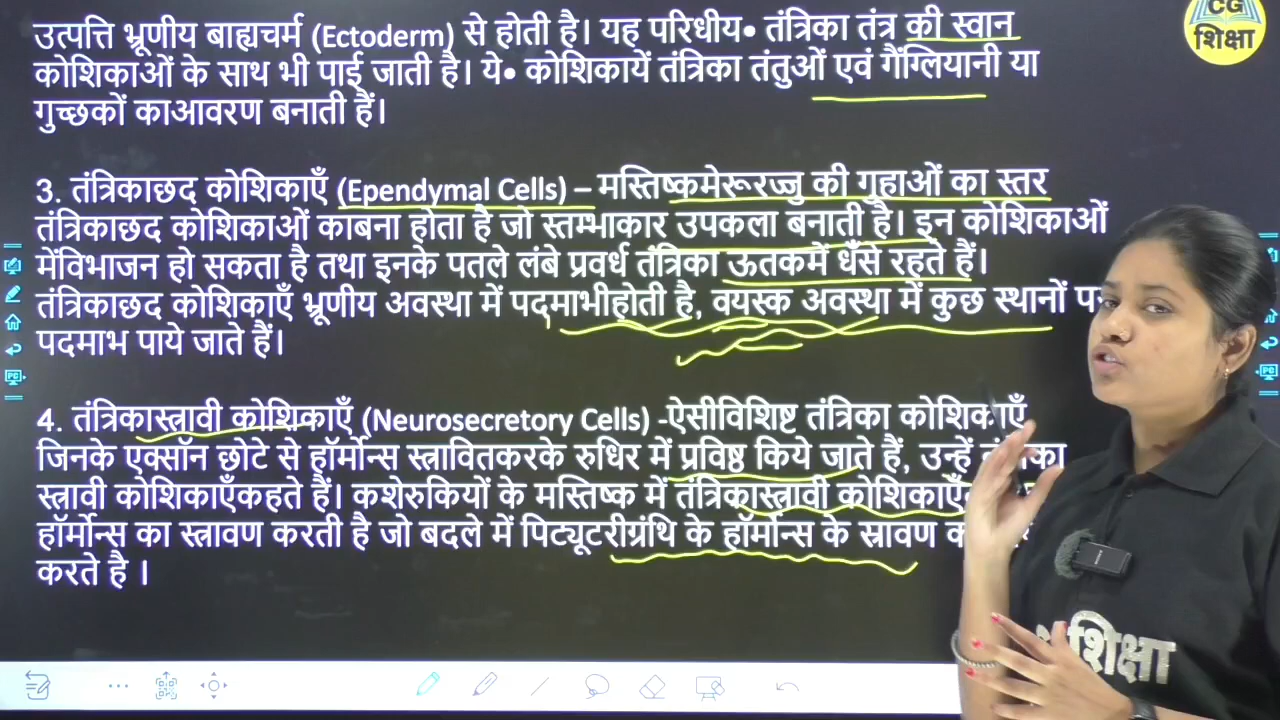 उत्पत्ति भ्रूणीय बाह्यचर्म (Ectoderm) से होती है। यह परिधीय• तंत्रिका तंत्र की स्वान
CG
शिक्षा
कोशिकाओं के साथ भी पाई जाती है। ये• कोशिकायें तंत्रिका तंतुओं एवं गैंग्लियानी या
गुच्छकों काआवरण बनाती हैं।
3. तंत्रिकाछद कोशिकाएँ (Ependymal Cells) – मस्तिष्कमेरूरज्जु की गुहाओं का स्तर
तंत्रिकाछद कोशिकाओं काबना होता है जो स्तम्भाकार उपकला बनाती है। इन कोशिकाओं
मेंविभाजन हो सकता है तथा इनके पतले लंबे प्रवर्ध तंत्रिका ऊतकमें धँसे रहते हैं।
तंत्रिकाछद कोशिकाएँ भ्रूणीय अवस्था में पदमाभीहोती है, वयस्क अवस्था में कुछ स्थानों
पदमाभ पाये जाते हैं।
4. तंत्रिकास्त्रावी कोशिकाएँ (Neurosecretory Cells) -ऐसीविशिष्ट तंत्रिका कोशिकाएँ
जिनके एक्सॉन छोटे से हॉर्मोन्स स्त्रावितकरके रुधिर में प्रविष्ठ किये जाते हैं, उन्हें
स्त्रावी कोशिकाएँकहते हैं। कशेरुकियों के मस्तिष्क में तंत्रिकास्त्रावी कोशिकाएँ
हॉर्मोन्स का स्त्रावण करती है जो बदले में पिट्यूटरीग्रंथि के हॉर्मोन्स के स्रावण
करते है ।
शिक्षा